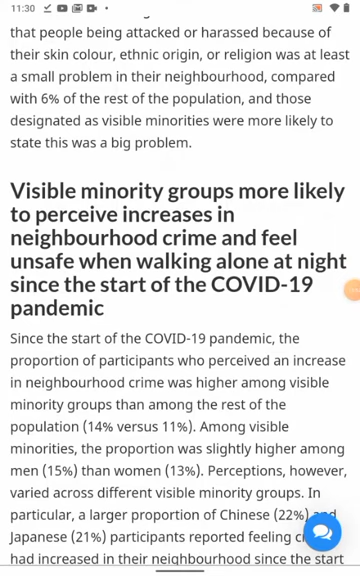 11:30
that people being attacked or harassed because of
their skin colour, ethnic origin, or religion was at least
a small problem in their neighbourhood, compared
with 6% of the rest of the population, and those
designated as visible minorities were more likely to
state this was a big problem.
Visible minority groups more likely
to perceive increases in
neighbourhood crime and feel
unsafe when walking alone at night
since the start of the COVID-19
pandemic
Since the start of the COVID-19 pandemic, the
proportion of participants who perceived an increase
in neighbourhood crime was higher among visible
minority groups than among the rest of the
population (14% versus 11%). Among visible
minorities, the proportion was slightly higher among
men (15%) than women (13%). Perceptions, however,
varied across different visible minority groups. In
particular, a larger proportion of Chinese (22%) and
Japanese (21%) participants reported feeling
had increased in their neighbourhood since the start